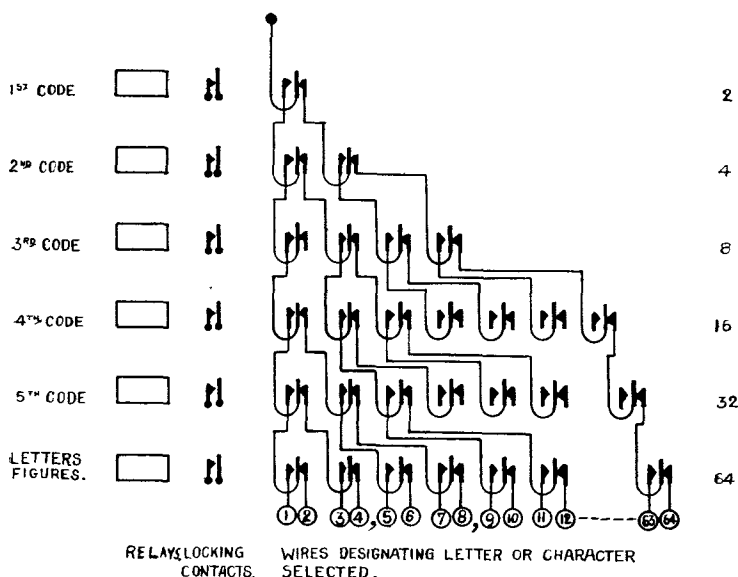 1ST CODE 2
2ND CODE 4
3RD CODE 8
4TH CODE 16
5TH CODE 32
LETTERS
FIGURES. 64
1 2 3 4, 5 6 7 8, 9 10 11 12 ------ 63 64
RELAYS LOCKING WIRES DESIGNATING LETTER OR CHARACTER
CONTACTS. SELECTED.